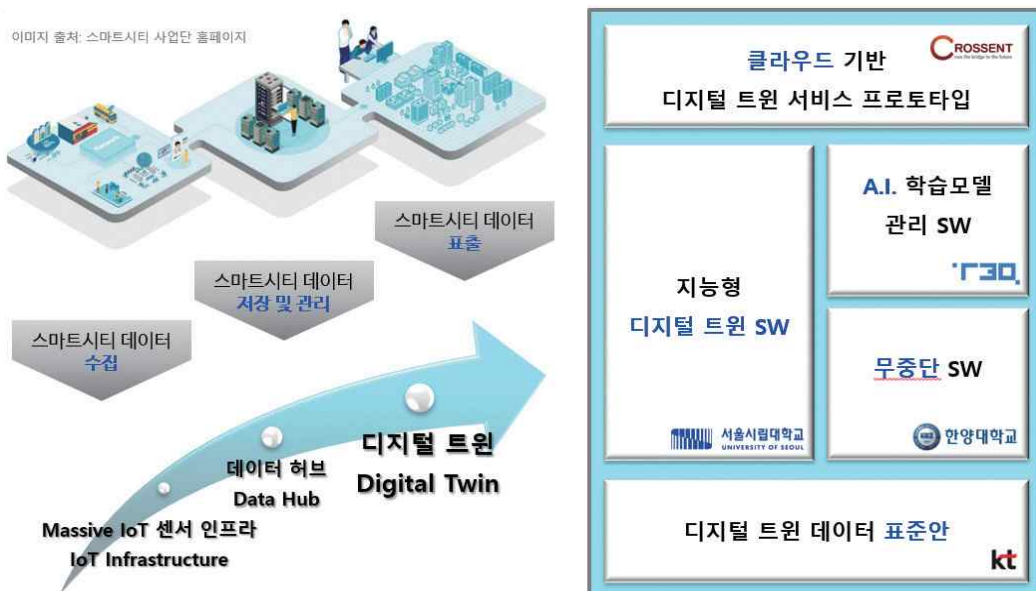 이미지 출처: 스마트시티 사업단 홈페이지
스마트시티 데이터
표출
스마트시티 데이터
저장 및 관리
스마트시티 데이터
수집
디지털 트윈
Digital Twin
데이터 허브
Data Hub
Massive IoT 센서 인프라
IoT Infrastructure
CROSSENT
클라우드 기반
디지털 트윈 서비스 프로토타입
지능형
디지털 트윈 SW
서울시립대학교
UNIVERSITY OF SEOUL
A.I. 학습모델
관리 SW
무중단 SW
한양대학교
디지털 트윈 데이터 표준안
kt